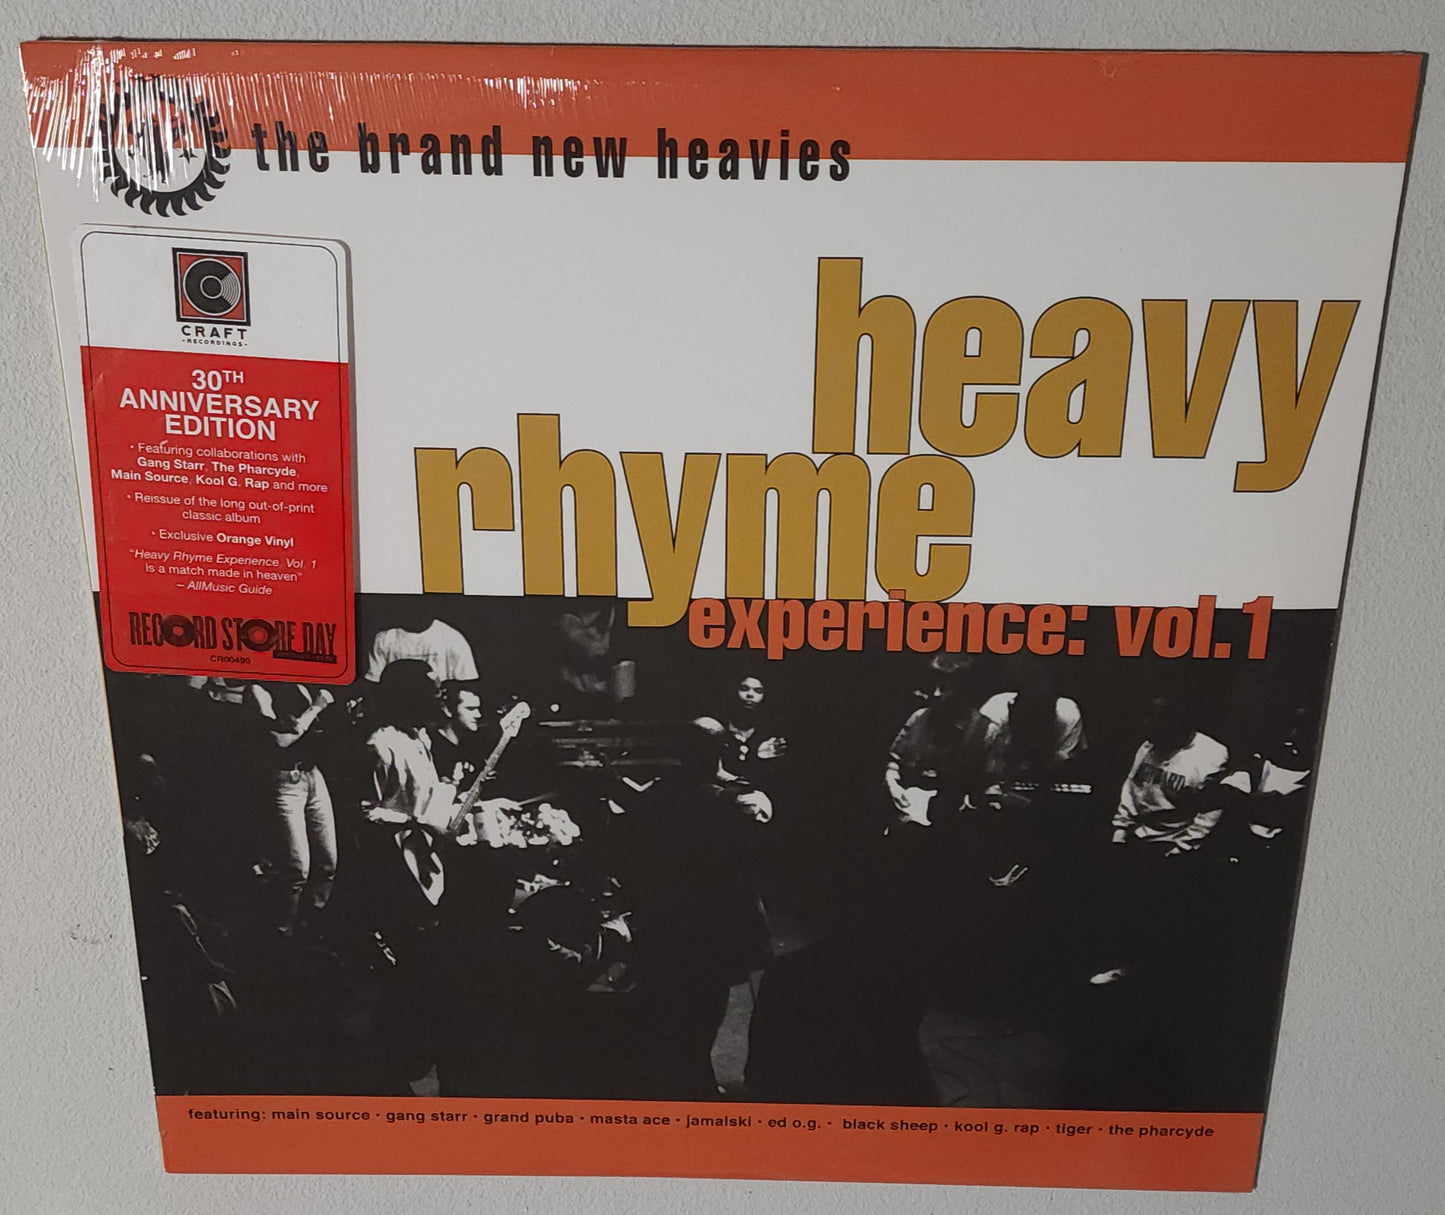 the brand new heavies
heavy
rhyme
experience: vol.1
CRAFT
-RECORDINGS-
30TH
ANNIVERSARY
EDITION
• Featuring collaborations with
Gang Starr, The Pharcyde,
Main Source, Kool G. Rap and more
• Reissue of the long out-of-print
classic album
• Exclusive Orange Vinyl
"Heavy Rhyme Experience, Vol. 1
is a match made in heaven"
– AllMusic Guide
RECORD STORE DAY
CR00490
featuring: main source • gang starr • grand puba • masta ace • jamalski • ed o.g. • black sheep • kool g. rap • tiger • the pharcyde